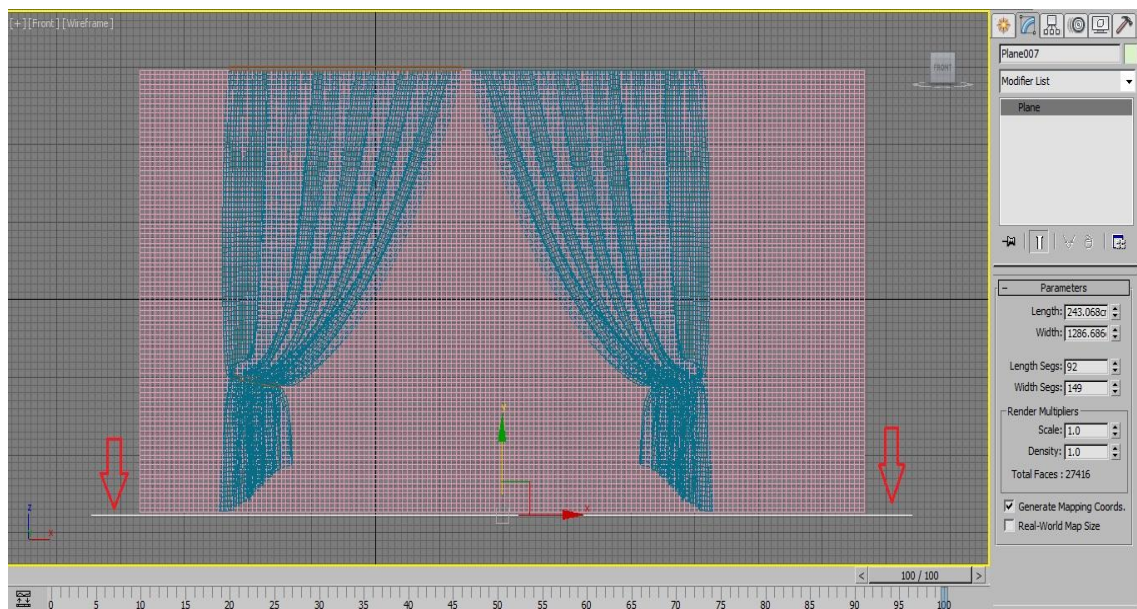 [+][Front][Wireframe]
FRONT
Plane007
Modifier List
Plane
Parameters
Length: 243.068cr
Width: 1286.686
Length Segs: 92
Width Segs: 149
Render Multipliers
Scale: 1.0
Density: 1.0
Total Faces : 27416
Generate Mapping Coords.
Real-World Map Size
y
x
z
x
< 100 / 100 >
0 5 10 15 20 25 30 35 40 45 50 55 60 65 70 75 80 85 90 95 100